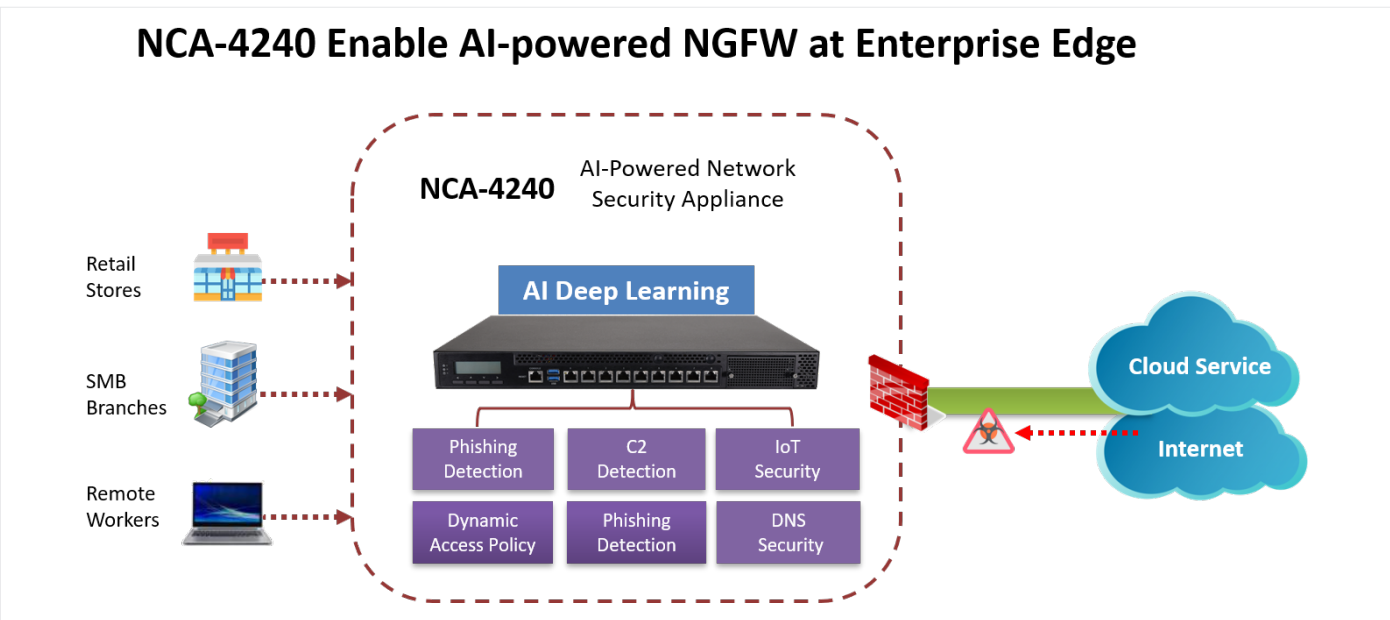 NCA-4240 Enable AI-powered NGFW at Enterprise Edge
NCA-4240
AI-Powered Network
Security Appliance
Retail
Stores
SMB
Branches
Remote
Workers
AI Deep Learning
Phishing
Detection
C2
Detection
IoT
Security
Dynamic
Access Policy
Phishing
Detection
DNS
Security
Cloud Service
Internet